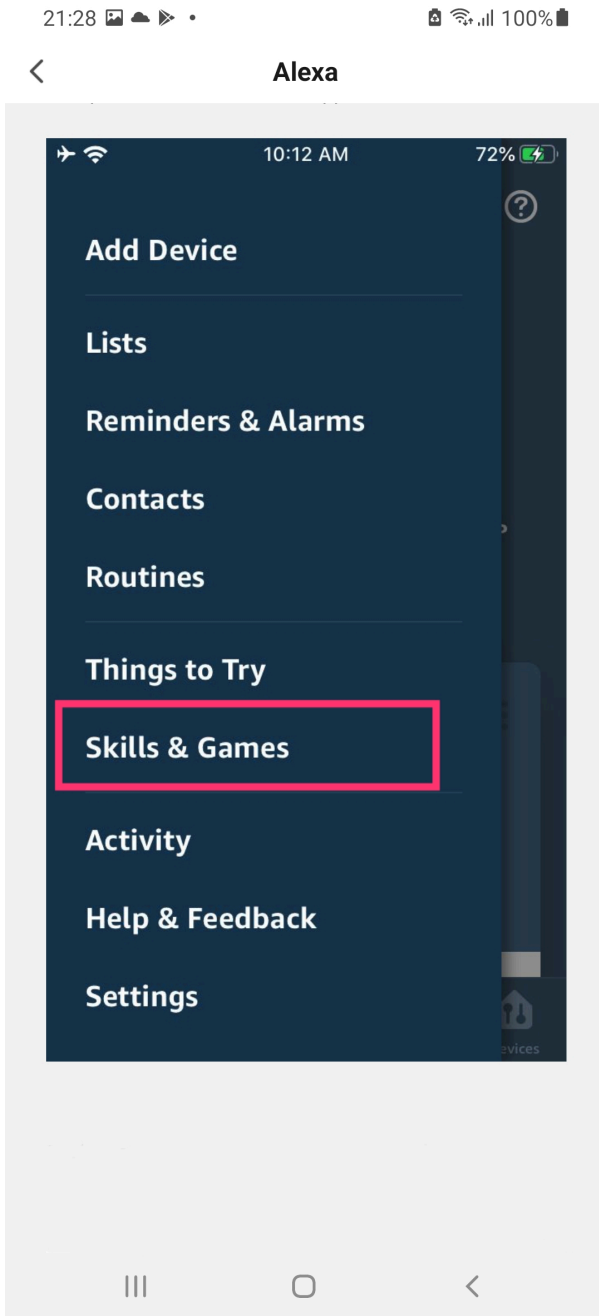 21:28
100%
Alexa
10:12 AM
72%
Add Device
Lists
Reminders & Alarms
Contacts
Routines
Things to Try
Skills & Games
Activity
Help & Feedback
Settings
evices